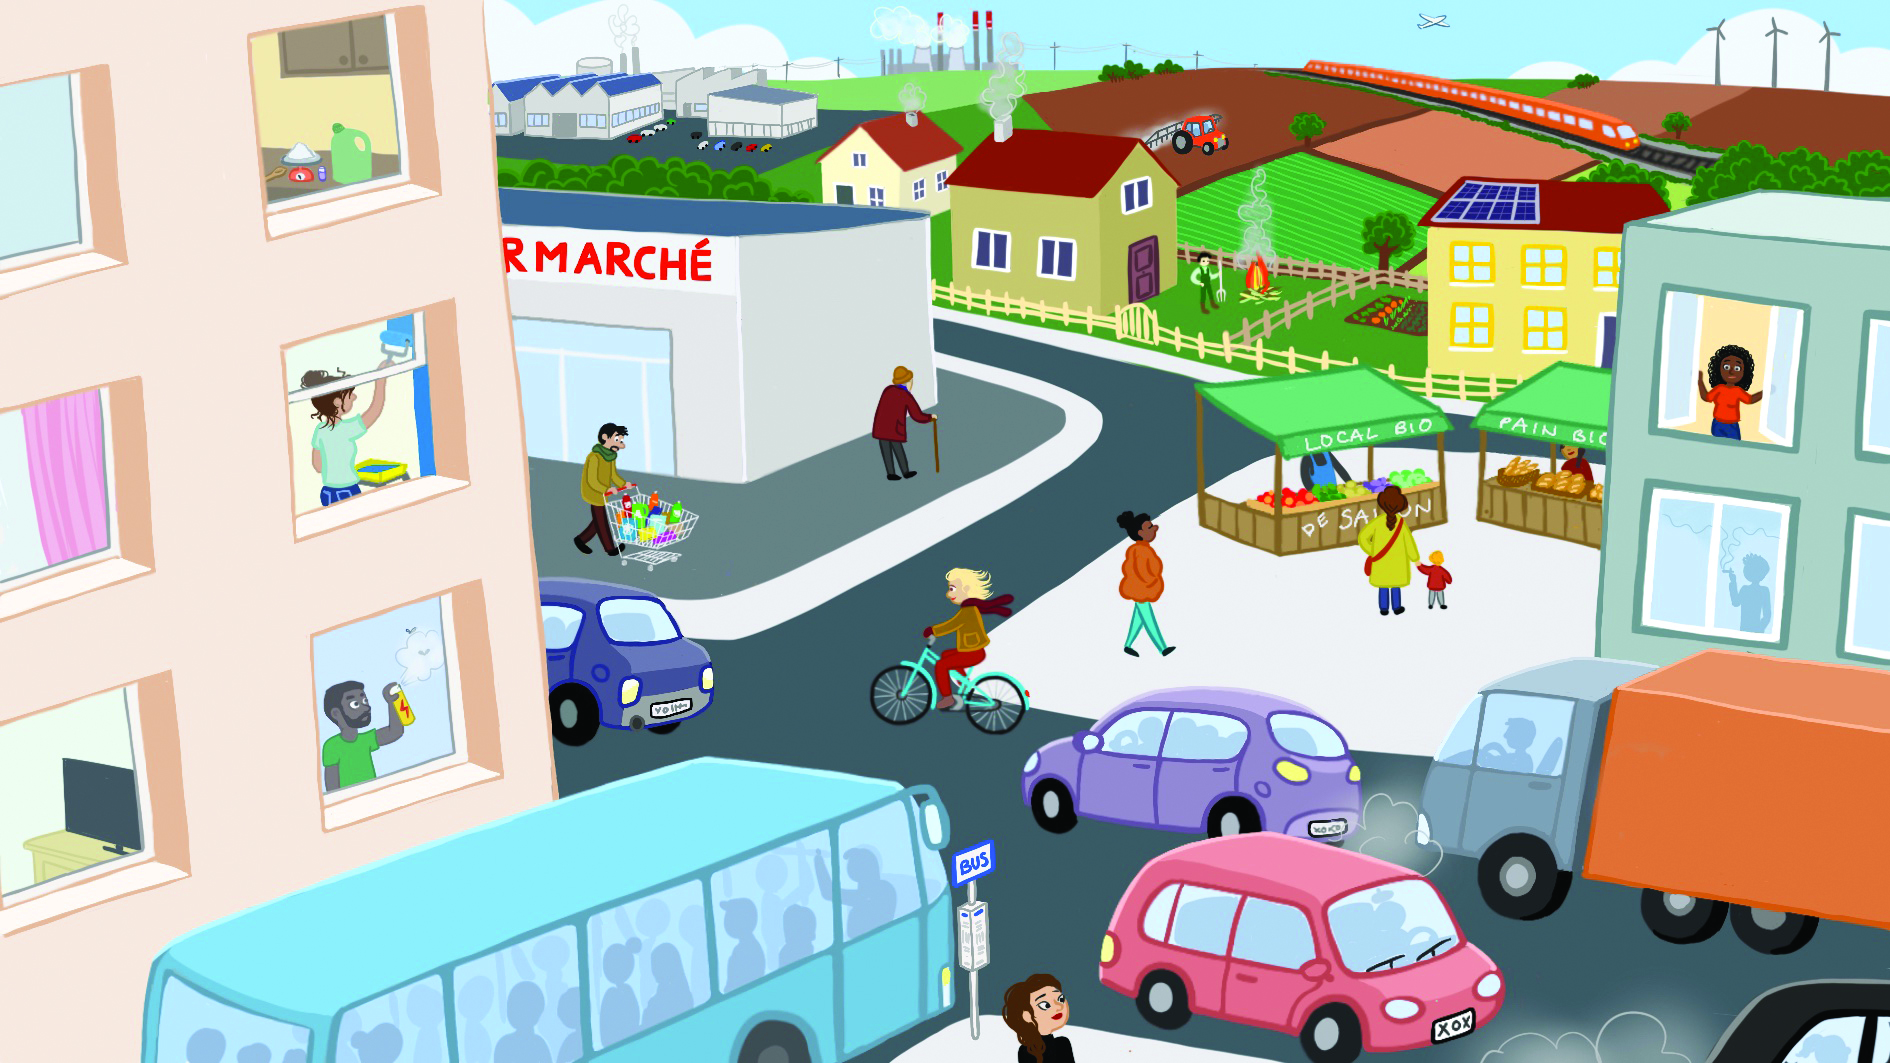 RMARCHÉ
LOCAL BIO
PAIN BIO
DE SAISON
BUS
XOX